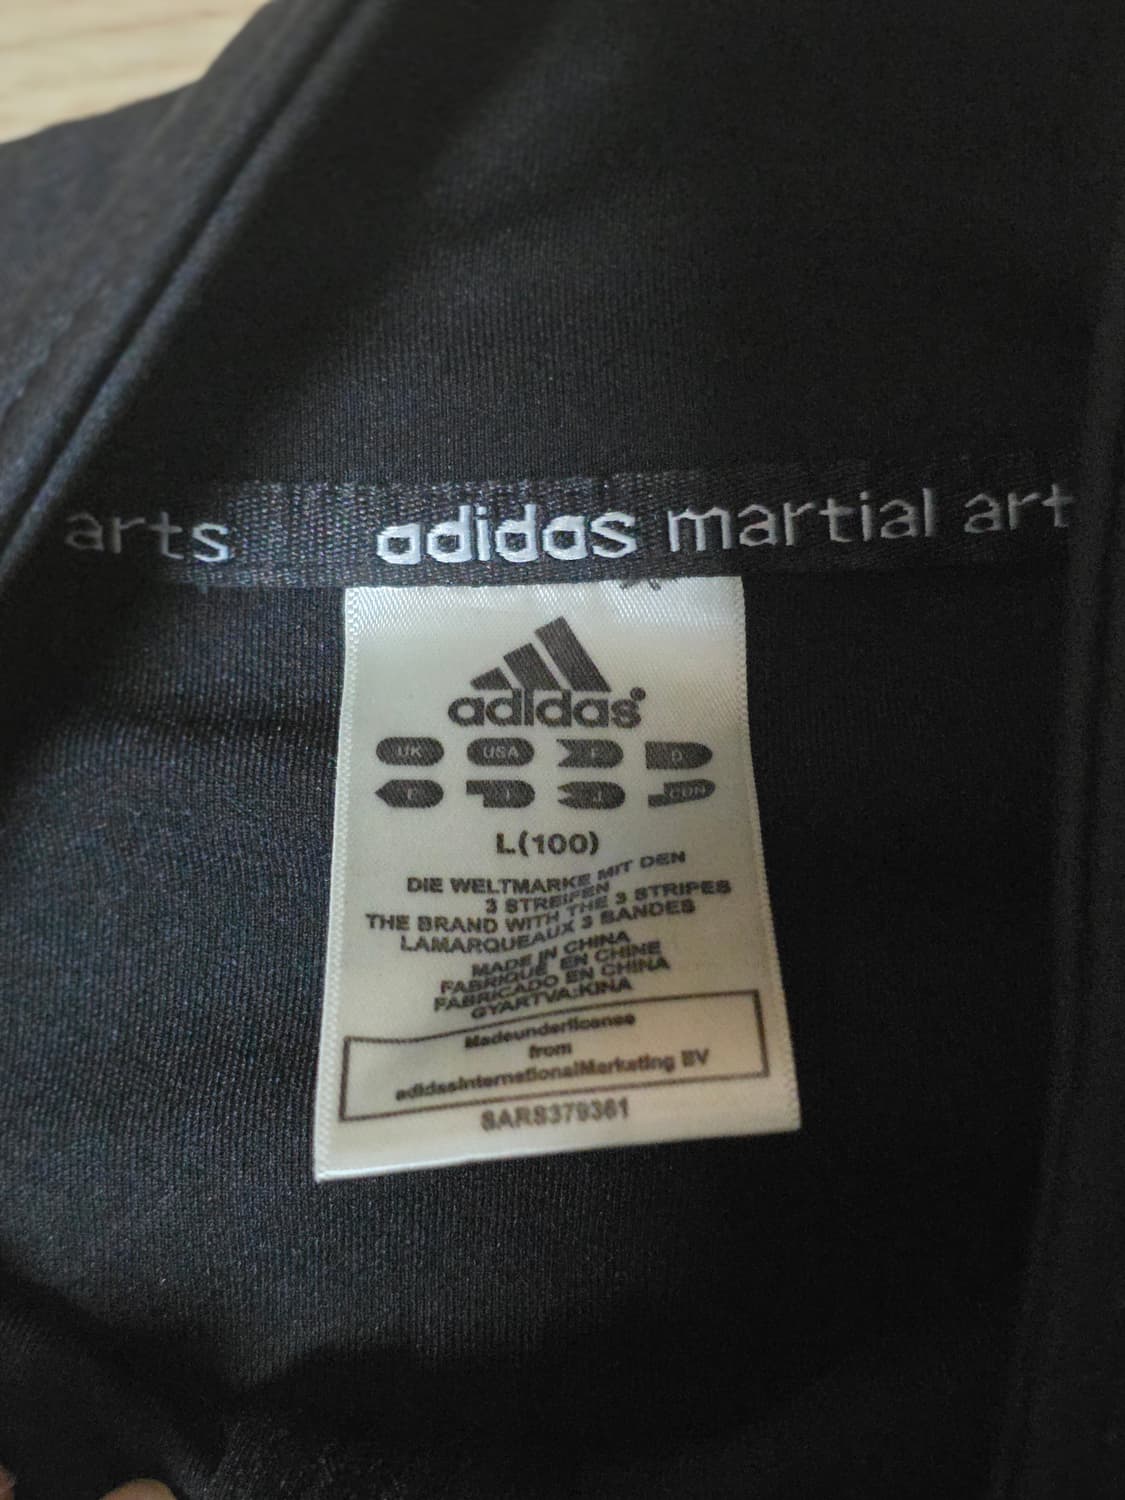 arts adidas martial art
adidas
UK USA F D
E I J CDN
L(100)
DIE WELTMARKE MIT DEN
3 STREIFEN
THE BRAND WITH THE 3 STRIPES
LAMARQUEAUX 3 BANDES
MADE IN CHINA
FABRIQUE EN CHINE
FABRICADO EN CHINA
GYARTVA:KINA
Madeunderlicense
from
adidasInternationalMarketing BV
SARS379361